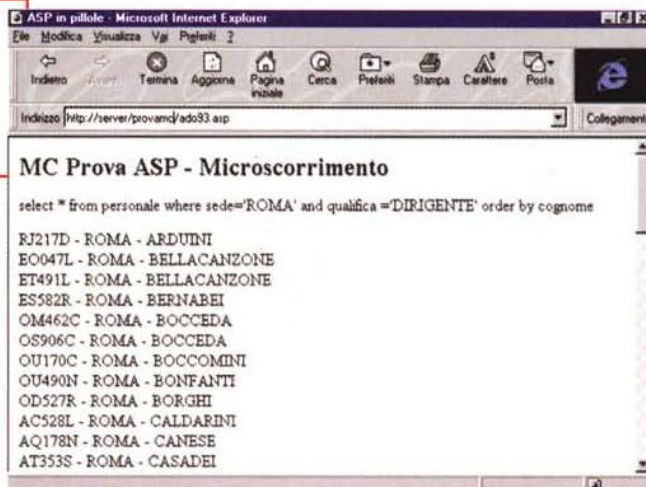 ASP in pillole - Microsoft Internet Explorer
File Modifica Visualizza Vai Preferiti ?
Indietro Avanti Termina Aggiorna Pagina iniziale Cerca Preferiti Stampa Carattere Posta
Indirizzo http://server/provamc/ado93.asp Collegamenti
MC Prova ASP - Microscorrimento
select * from personale where sede='ROMA' and qualifica ='DIRIGENTE' order by cognome
RJ217D - ROMA - ARDUINI
EO047L - ROMA - BELLACANZONE
ET491L - ROMA - BELLACANZONE
ES582R - ROMA - BERNABEI
OM462C - ROMA - BOCCEDA
OS906C - ROMA - BOCCEDA
OU170C - ROMA - BOCCOMINI
OU490N - ROMA - BONFANTI
OD527R - ROMA - BORGHI
AC528L - ROMA - CALDARINI
AQ178N - ROMA - CANESE
AT353S - ROMA - CASADEI